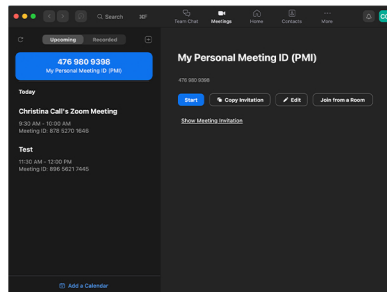 Search
⌘F
Team Chat
Meetings
Home
Contacts
More
CC
Upcoming
Recorded
476 980 9398
My Personal Meeting ID (PMI)
Today
Christina Call's Zoom Meeting
9:30 AM - 10:00 AM
Meeting ID: 878 5270 1646
Test
11:30 AM - 12:00 PM
Meeting ID: 896 5621 7445
Add a Calendar
My Personal Meeting ID (PMI)
476 980 9398
Start
Copy Invitation
Edit
Join from a Room
Show Meeting Invitation